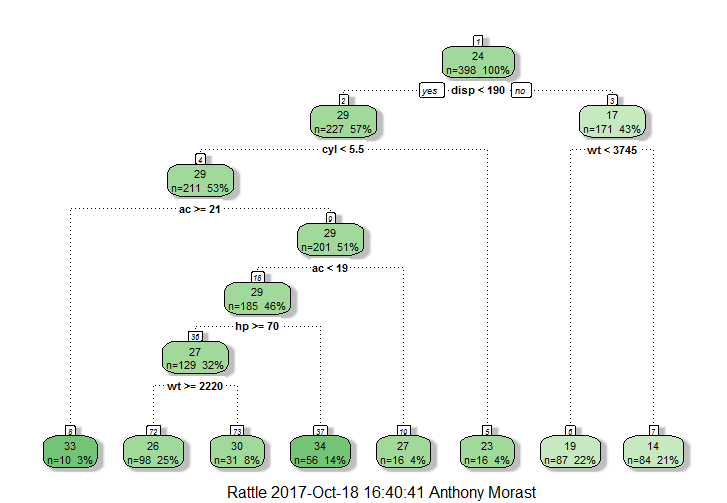 1
24
n=398 100%
yes disp < 190 no
2
29
n=227 57%
3
17
n=171 43%
cyl < 5.5
wt < 3745
4
29
n=211 53%
ac >= 21
9
29
n=201 51%
ac < 19
18
29
n=185 46%
hp >= 70
36
27
n=129 32%
wt >= 2220
8
33
n=10 3%
72
26
n=98 25%
73
30
n=31 8%
37
34
n=56 14%
19
27
n=16 4%
5
23
n=16 4%
6
19
n=87 22%
7
14
n=84 21%
Rattle 2017-Oct-18 16:40:41 Anthony Morast